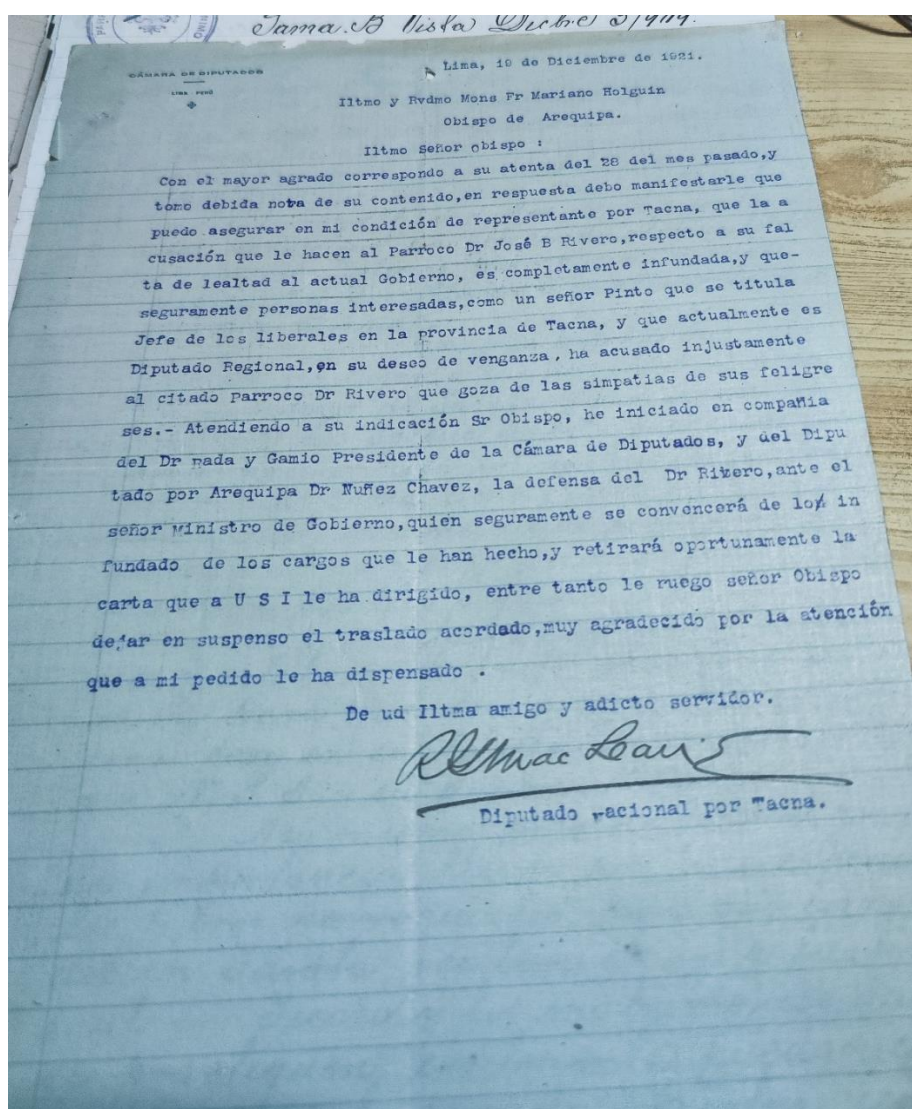 Sama. B Vista
CÁMARA DE DIPUTADOS
LIMA - PERÚ
Lima, 19 de Diciembre de 1921.
Iltmo y Rvdmo Mons Fr Mariano Holguin
Obispo de Arequipa.
Iltmo Señor obispo :
Con el mayor agrado correspondo a su atenta del 28 del mes pasado,y
tomo debida nota de su contenido,en respuesta debo manifestarle que
puedo asegurar en mi condición de representante por Tacna, que la a
cusación que le hacen al Parroco Dr José B Rivero,respecto a su fal
ta de lealtad al actual Gobierno, es completamente infundada,y que-
seguramente personas interesadas,como un señor Pinto que se titula
Jefe de los liberales en la provincia de Tacna, y que actualmente es
Diputado Regional,en su deseo de venganza, ha acusado injustamente
al citado Parroco Dr Rivero que goza de las simpatias de sus feligre
ses.- Atendiendo a su indicación Sr Obispo, he iniciado en compañia
del Dr rada y Gamio Presidente de la Cámara de Diputados, y del Dipu
tado por Arequipa Dr Nuñez Chavez, la defensa del Dr Rivero,ante el
señor Ministro de Gobierno,quien seguramente se convencerá de lo in
fundado de los cargos que le han hecho,y retirará oportunamente la
carta que a U S I le ha dirigido, entre tanto le ruego señor Obispo
dejar en suspenso el traslado acordado,muy agradecido por la atención
que a mi pedido le ha dispensado .
De ud Iltma amigo y adicto servidor.
Mac Lean
Diputado nacional por Tacna.